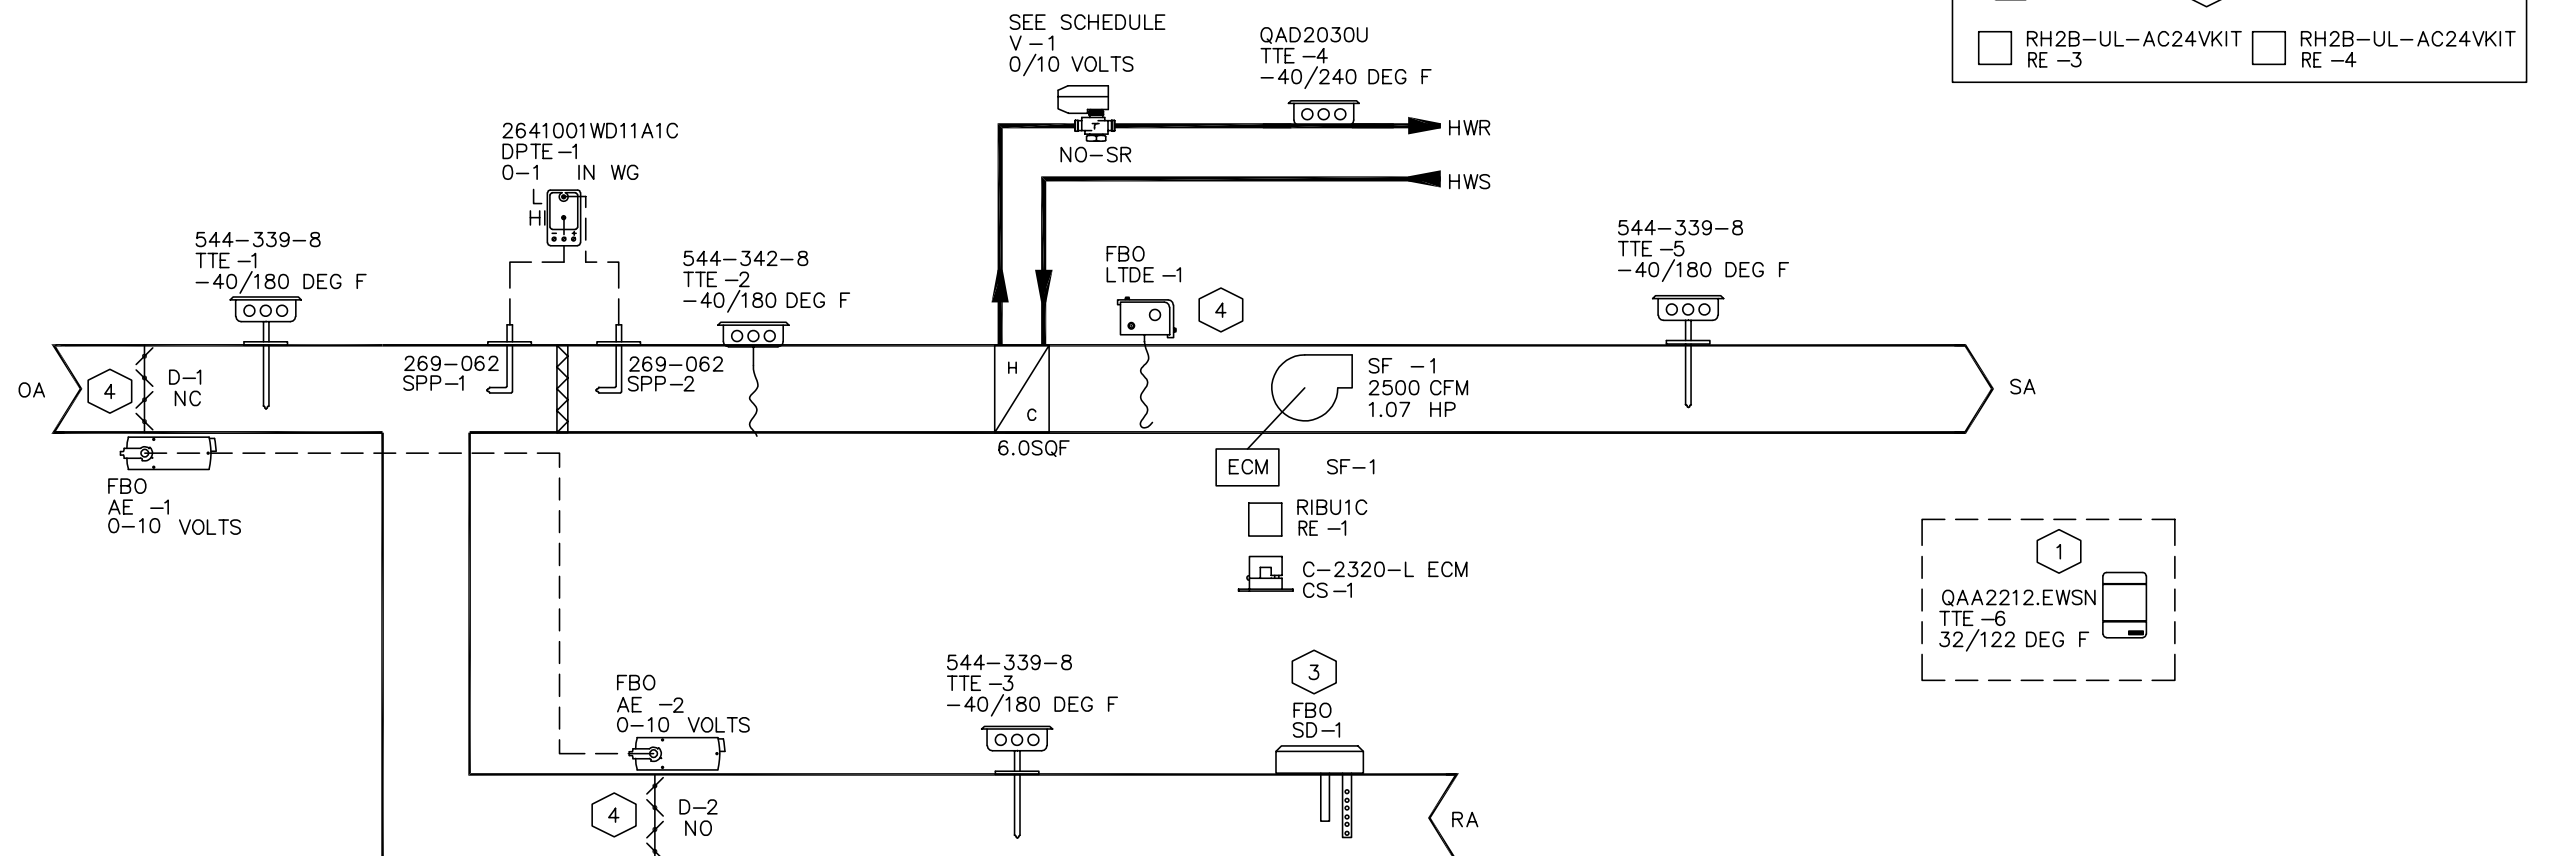 SEE SCHEDULE
V-1
0/10 VOLTS
QAD2030U
TTE-4
-40/240 DEG F
RH2B-UL-AC24VKIT
RE-3
RH2B-UL-AC24VKIT
RE-4
HWR
NO-SR
HWS
2641001WD11A1C
DPTE-1
0-1 IN WG
L
HI
544-339-8
TTE-1
-40/180 DEG F
544-342-8
TTE-2
-40/180 DEG F
FBO
LTDE-1
4
544-339-8
TTE-5
-40/180 DEG F
OA
4
D-1
NC
269-062
SPP-1
269-062
SPP-2
H
C
6.0SQF
SF -1
2500 CFM
1.07 HP
SA
FBO
AE -1
0-10 VOLTS
ECM
SF-1
RIBU1C
RE-1
C-2320-L ECM
CS-1
1
QAA2212.EWSN
TTE-6
32/122 DEG F
FBO
AE -2
0-10 VOLTS
544-339-8
TTE-3
-40/180 DEG F
3
FBO
SD-1
4
D-2
NO
RA